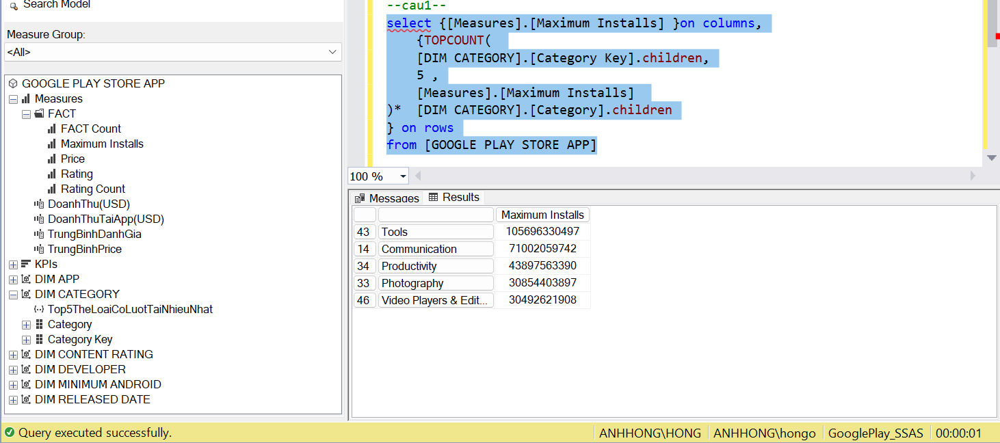 Search Model
Measure Group:
<All>
GOOGLE PLAY STORE APP
Measures
FACT
FACT Count
Maximum Installs
Price
Rating
Rating Count
DoanhThu(USD)
DoanhThuTaiApp(USD)
TrungBinhDanhGia
TrungBinhPrice
KPIs
DIM APP
DIM CATEGORY
Top5TheLoaiCoLuotTaiNhieuNhat
Category
Category Key
DIM CONTENT RATING
DIM DEVELOPER
DIM MINIMUM ANDROID
DIM RELEASED DATE
--cau1--
select {[Measures].[Maximum Installs] }on columns,
{TOPCOUNT(
[DIM CATEGORY].[Category Key].children,
5 ,
[Measures].[Maximum Installs]
)* [DIM CATEGORY].[Category].children
} on rows
from [GOOGLE PLAY STORE APP]
100 %
Messages Results
Maximum Installs
43 Tools 105696330497
14 Communication 71002059742
34 Productivity 43897563390
33 Photography 30854403897
46 Video Players & Edit... 30492621908
Query executed successfully. ANHHONG\HONG ANHHONG\hongo GooglePlay_SSAS 00:00:01